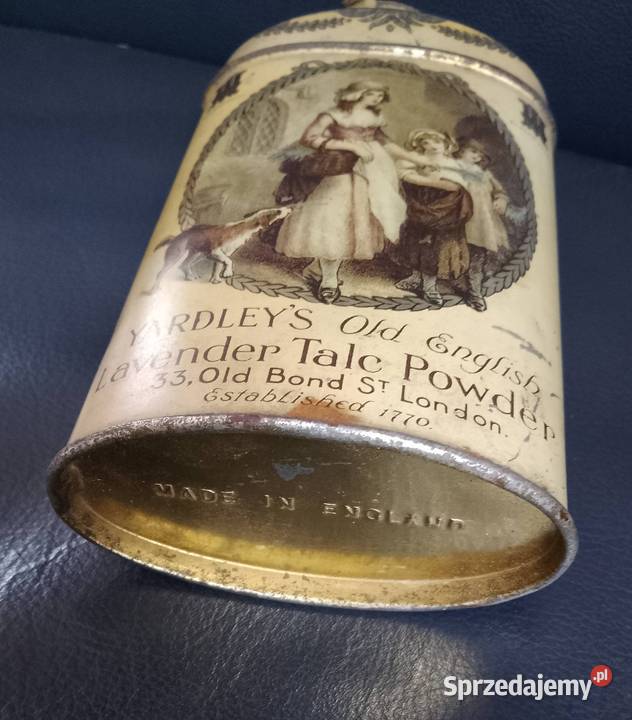 YARDLEY'S Old English
Lavender Talc Powder
33, Old Bond ST London.
Established 1770.
MADE IN ENGLAND
Sprzedajemy.pl